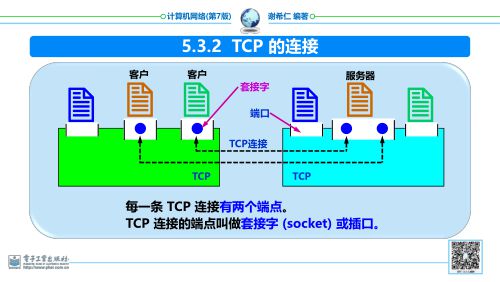 计算机网络(第7版) 谢希仁 编著
5.3.2 TCP 的连接
客户 客户 服务器
套接字
端口
TCP连接
TCP TCP
每一条 TCP 连接有两个端点。
TCP 连接的端点叫做套接字 (socket) 或插口。
电子工业出版社
http://www.phei.com.cn